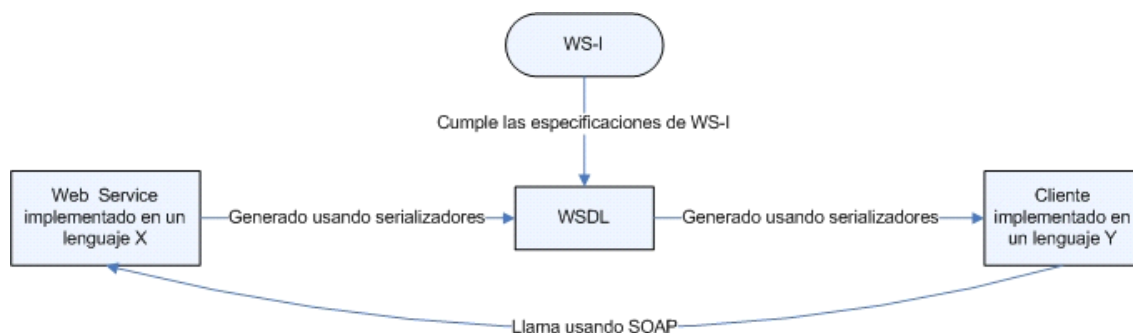 WS-I
Cumple las especificaciones de WS-I
Web Service
implementado en un
lenguaje X
Generado usando serializadores
WSDL
Generado usando serializadores
Cliente
implementado en
un lenguaje Y
Llama usando SOAP